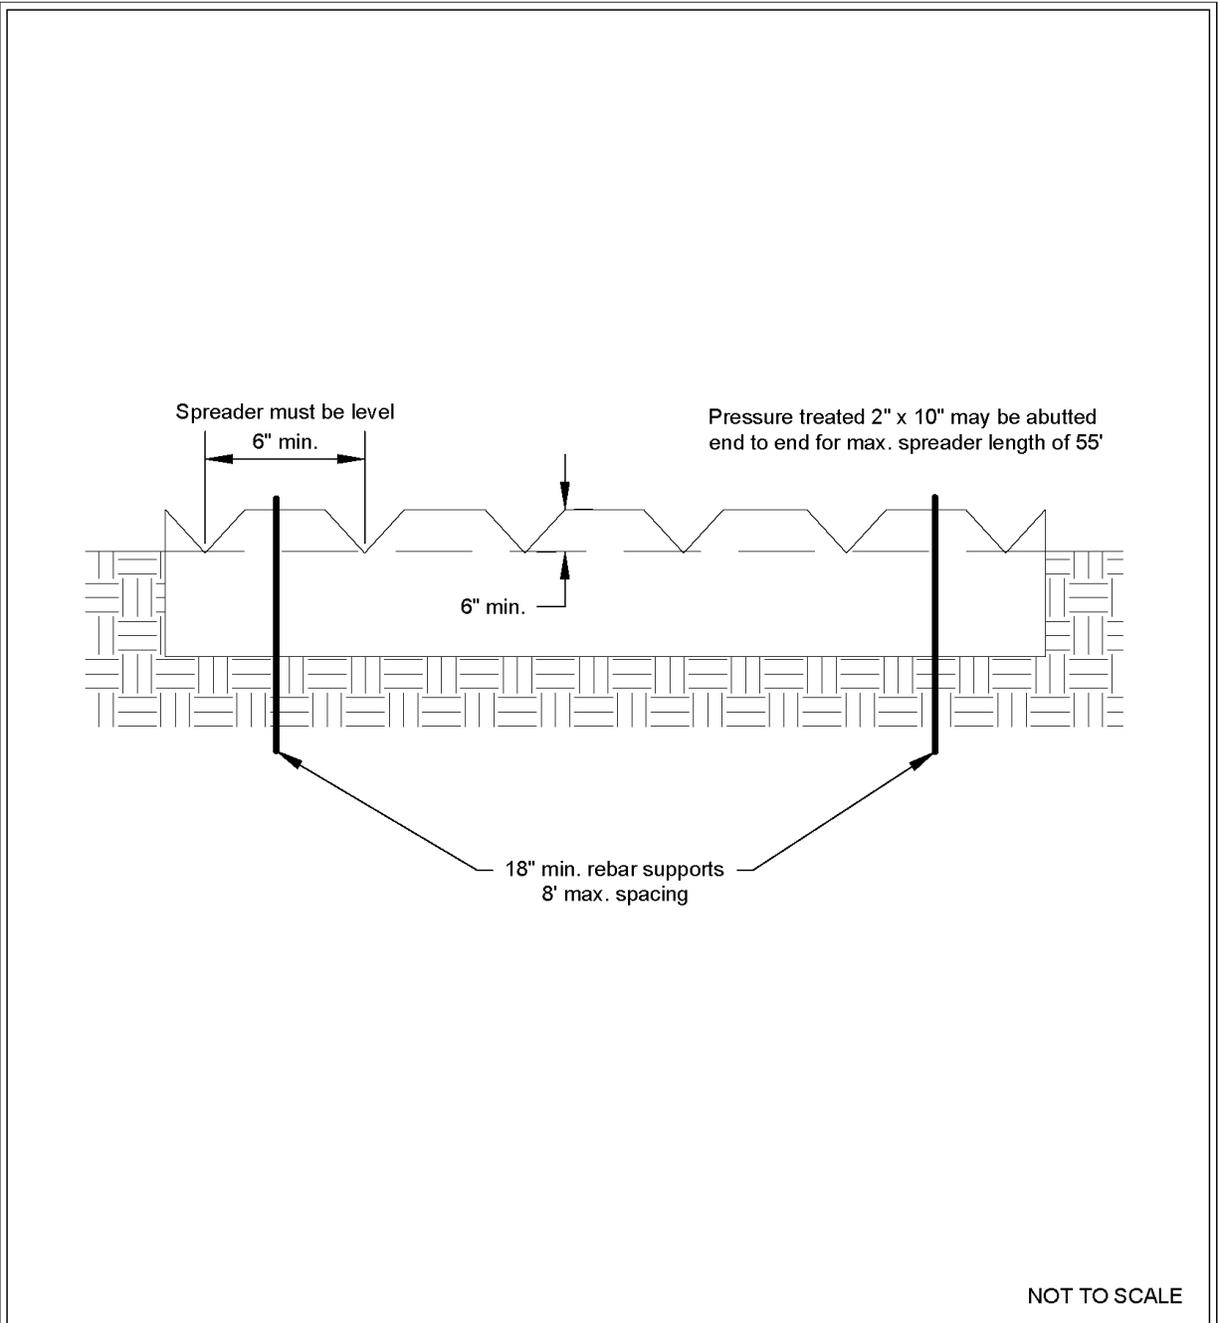 Spreader must be level
6" min.
Pressure treated 2" x 10" may be abutted
end to end for max. spreader length of 55'
6" min.
18" min. rebar supports
8' max. spacing
NOT TO SCALE